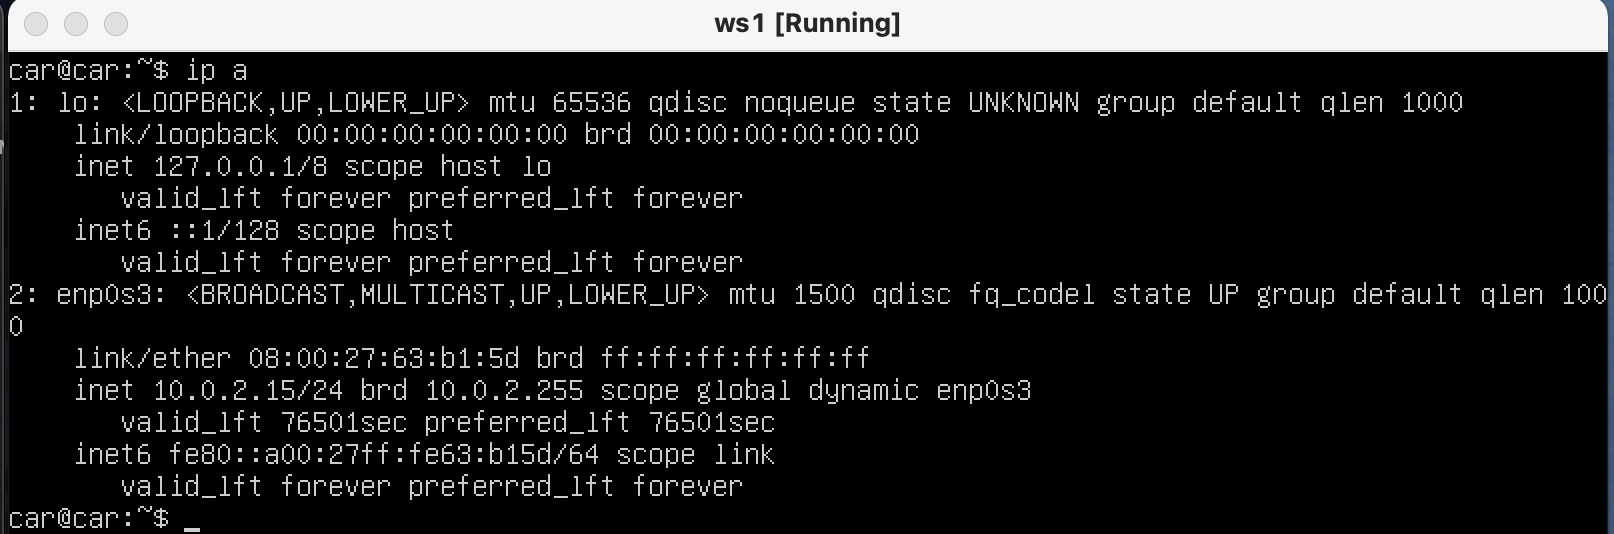 ws1 [Running]
car@car:~$ ip a
1: lo: <LOOPBACK,UP,LOWER_UP> mtu 65536 qdisc noqueue state UNKNOWN group default qlen 1000
    link/loopback 00:00:00:00:00:00 brd 00:00:00:00:00:00
    inet 127.0.0.1/8 scope host lo
       valid_lft forever preferred_lft forever
    inet6 ::1/128 scope host
       valid_lft forever preferred_lft forever
2: enp0s3: <BROADCAST,MULTICAST,UP,LOWER_UP> mtu 1500 qdisc fq_codel state UP group default qlen 100
0
    link/ether 08:00:27:63:b1:5d brd ff:ff:ff:ff:ff:ff
    inet 10.0.2.15/24 brd 10.0.2.255 scope global dynamic enp0s3
       valid_lft 76501sec preferred_lft 76501sec
    inet6 fe80::a00:27ff:fe63:b15d/64 scope link
       valid_lft forever preferred_lft forever
car@car:~$ _